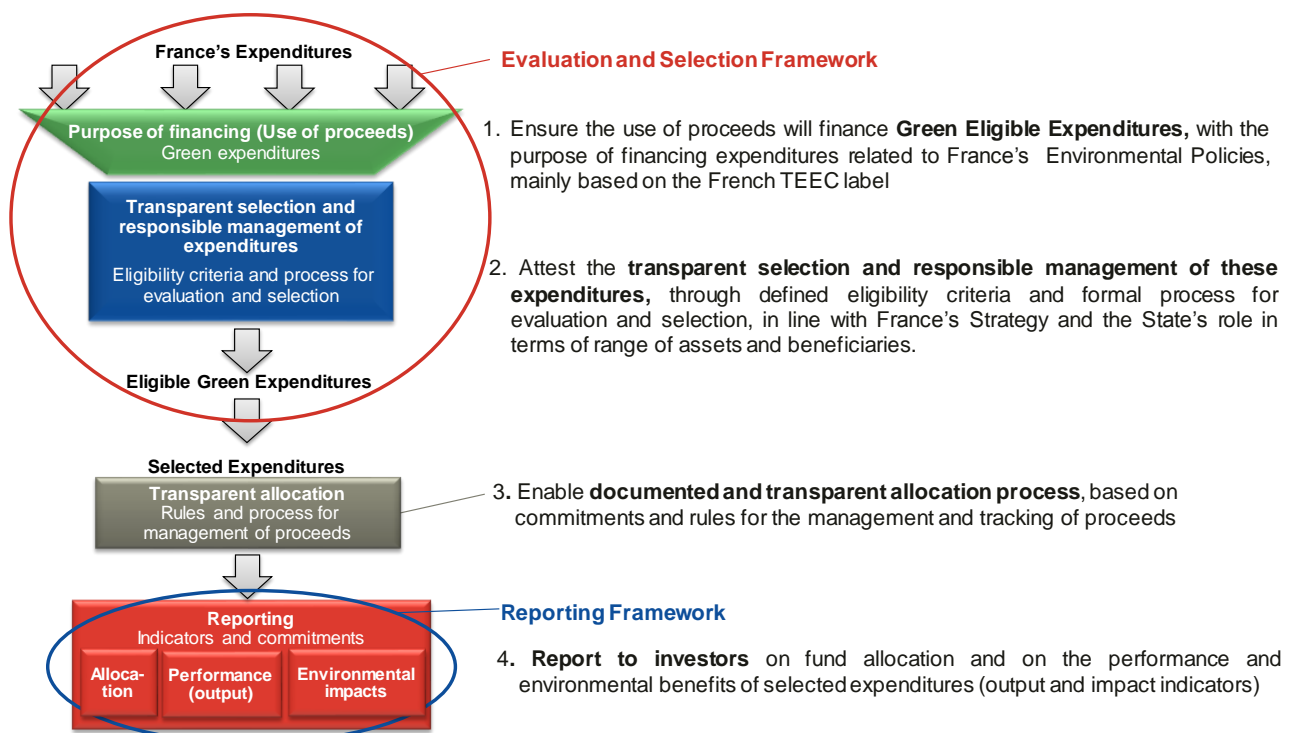 France's Expenditures
Purpose of financing (Use of proceeds)
Green expenditures
Transparent selection and
responsible management of
expenditures
Eligibility criteria and process for
evaluation and selection
Eligible Green Expenditures
Selected Expenditures
Transparent allocation
Rules and process for
management of proceeds
Reporting
Indicators and commitments
Alloca-
tion
Performance
(output)
Environmental
impacts
Evaluation and Selection Framework
1. Ensure the use of proceeds will finance Green Eligible Expenditures, with the
purpose of financing expenditures related to France's Environmental Policies,
mainly based on the French TEEC label
2. Attest the transparent selection and responsible management of these
expenditures, through defined eligibility criteria and formal process for
evaluation and selection, in line with France's Strategy and the State's role in
terms of range of assets and beneficiaries.
3. Enable documented and transparent allocation process, based on
commitments and rules for the management and tracking of proceeds
Reporting Framework
4. Report to investors on fund allocation and on the performance and
environmental benefits of selected expenditures (output and impact indicators)